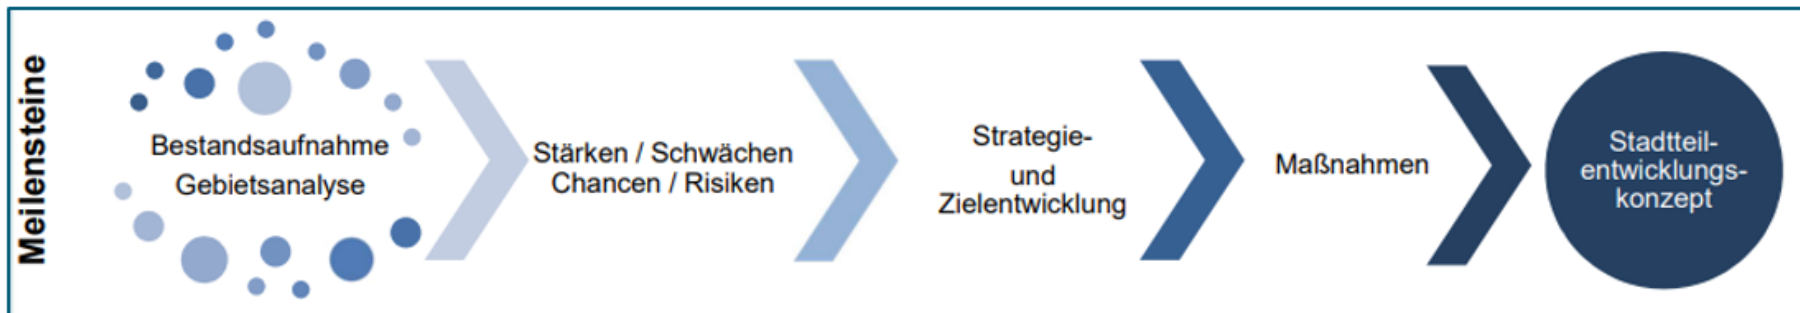 Meilensteine
Bestandsaufnahme
Gebietsanalyse
Stärken / Schwächen
Chancen / Risiken
Strategie-
und
Zielentwicklung
Maßnahmen
Stadtteil-
entwicklungs-
konzept